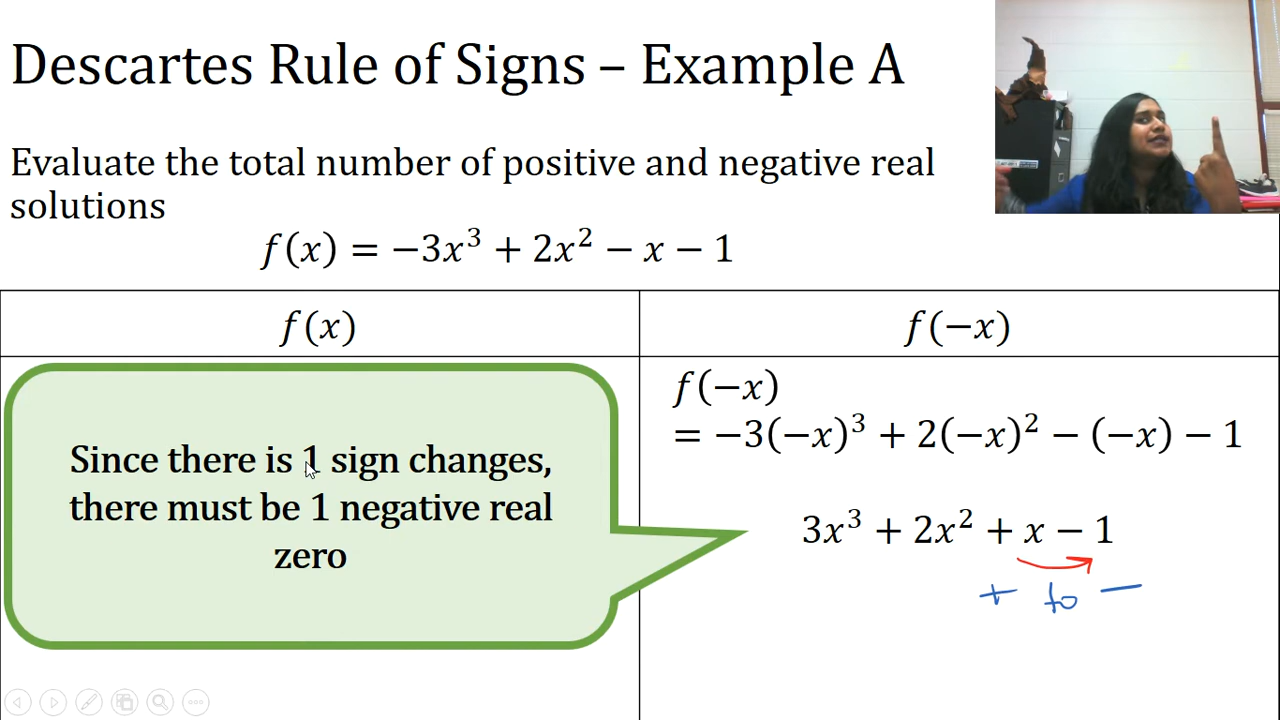 Descartes Rule of Signs – Example A
Evaluate the total number of positive and negative real
solutions
f(x) = −3x³ + 2x² − x − 1
f(x)
f(−x)
Since there is 1 sign changes,
there must be 1 negative real
zero
f(−x)
= −3(−x)³ + 2(−x)² − (−x) − 1
3x³ + 2x² + x − 1
+ to −